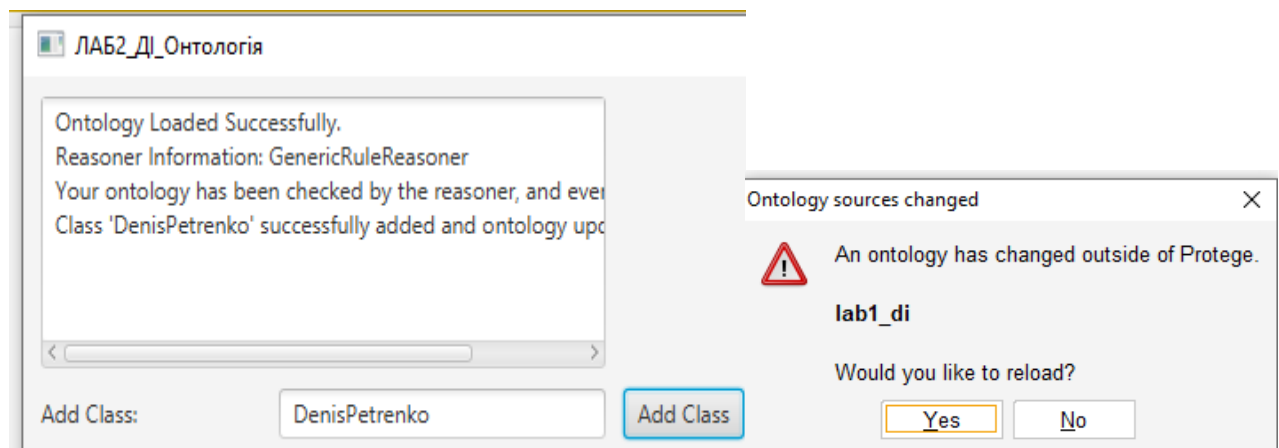 ЛАБ2_ДІ_Онтологія
Ontology Loaded Successfully.
Reasoner Information: GenericRuleReasoner
Your ontology has been checked by the reasoner, and
Class 'DenisPetrenko' successfully added and ontology
Add Class:
DenisPetrenko
Add Class
Ontology sources changed
An ontology has changed outside of Protege.
lab1_di
Would you like to reload?
Yes
No